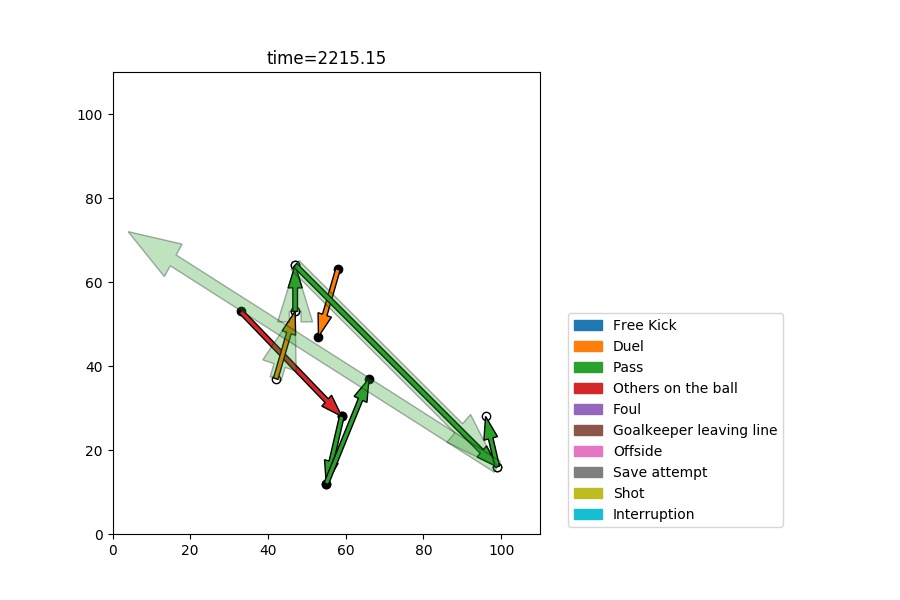 time=2215.15
100
80
60
40
20
0
0 20 40 60 80 100
Free Kick
Duel
Pass
Others on the ball
Foul
Goalkeeper leaving line
Offside
Save attempt
Shot
Interruption